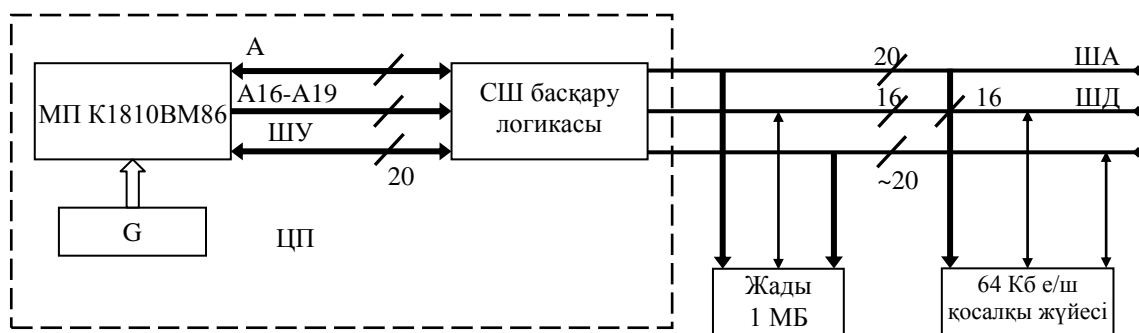 А
20
ША
МП К1810ВМ86
А16-А19
СШ басқару
логикасы
16
16
ШД
ШУ
20
~20
G
ЦП
Жады
1 МБ
64 Кб е/ш
қосалқы жүйесі